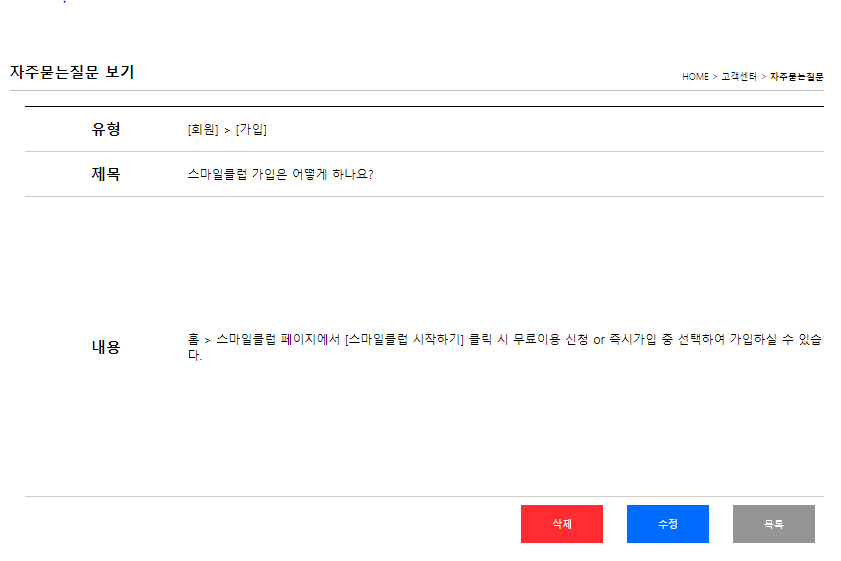 자주묻는질문 보기
HOME > 고객센터 > 자주묻는질문
유형 [회원] > [가입]
제목 스마일클럽 가입은 어떻게 하나요?
내용 홈 > 스마일클럽 페이지에서 [스마일클럽 시작하기] 클릭 시 무료이용 신청 or 즉시가입 중 선택하여 가입하실 수 있습
다.
삭제 수정 목록